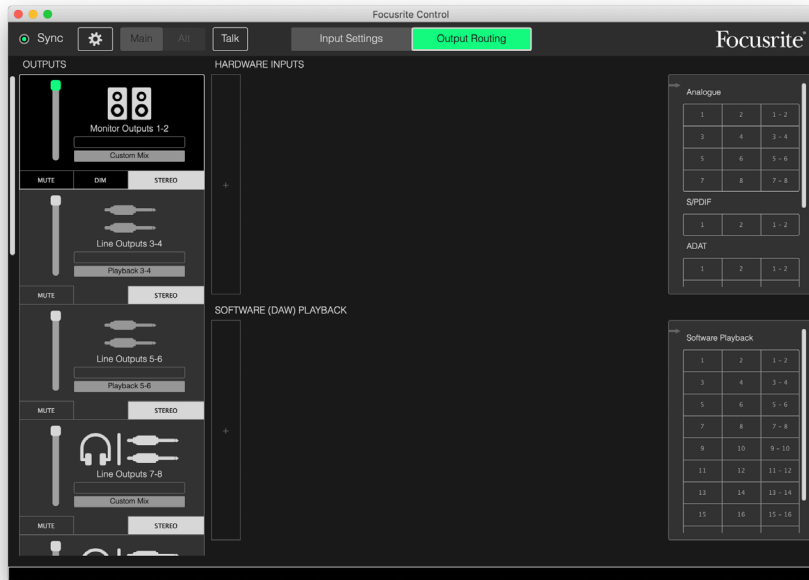 Focusrite Control
Sync
Main
Alt
Talk
Input Settings
Output Routing
Focusrite®
OUTPUTS
Monitor Outputs 1-2
Custom Mix
MUTE
DIM
STEREO
Line Outputs 3-4
Playback 3-4
MUTE
STEREO
Line Outputs 5-6
Playback 5-6
MUTE
STEREO
Line Outputs 7-8
Custom Mix
MUTE
STEREO
HARDWARE INPUTS
+
SOFTWARE (DAW) PLAYBACK
+
Analogue
1 2 1 - 2
3 4 3 - 4
5 6 5 - 6
7 8 7 - 8
S/PDIF
1 2 1 - 2
ADAT
1 2 1 - 2
Software Playback
1 2 1 - 2
3 4 3 - 4
5 6 5 - 6
7 8 7 - 8
9 10 9 - 10
11 12 11 - 12
13 14 13 - 14
15 16 15 - 16